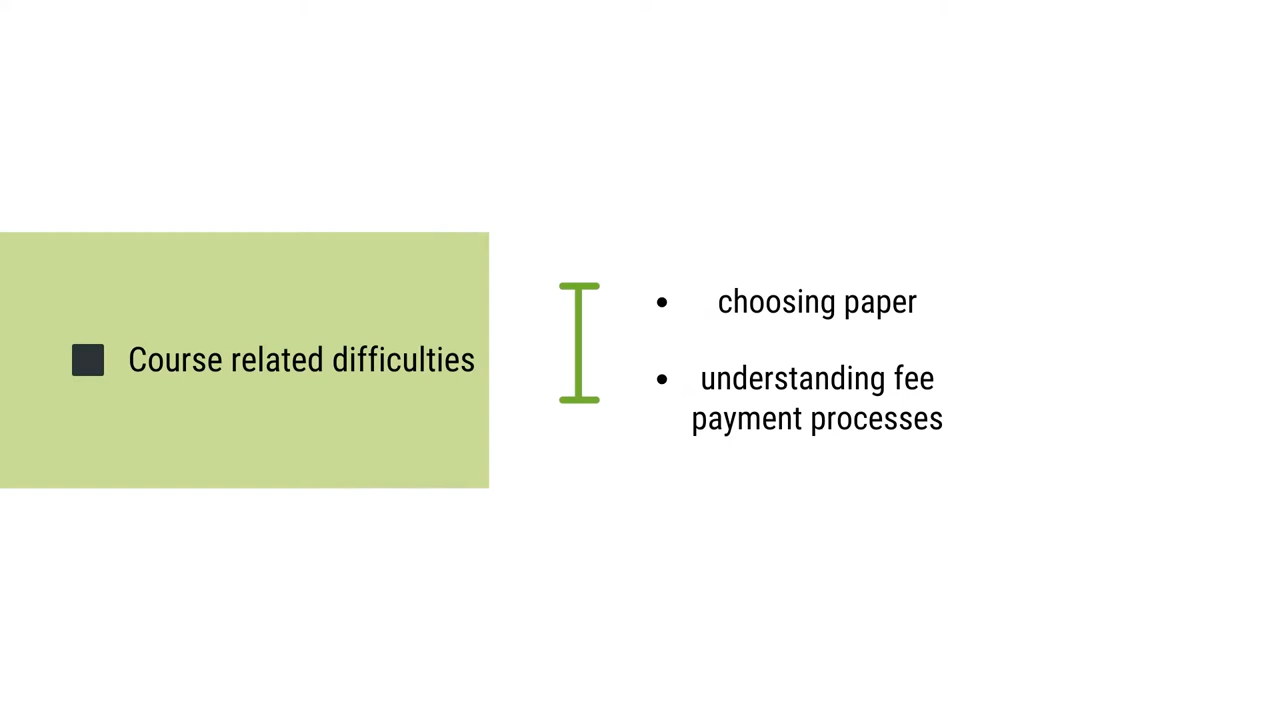 Course related difficulties
• choosing paper
• understanding fee
payment processes